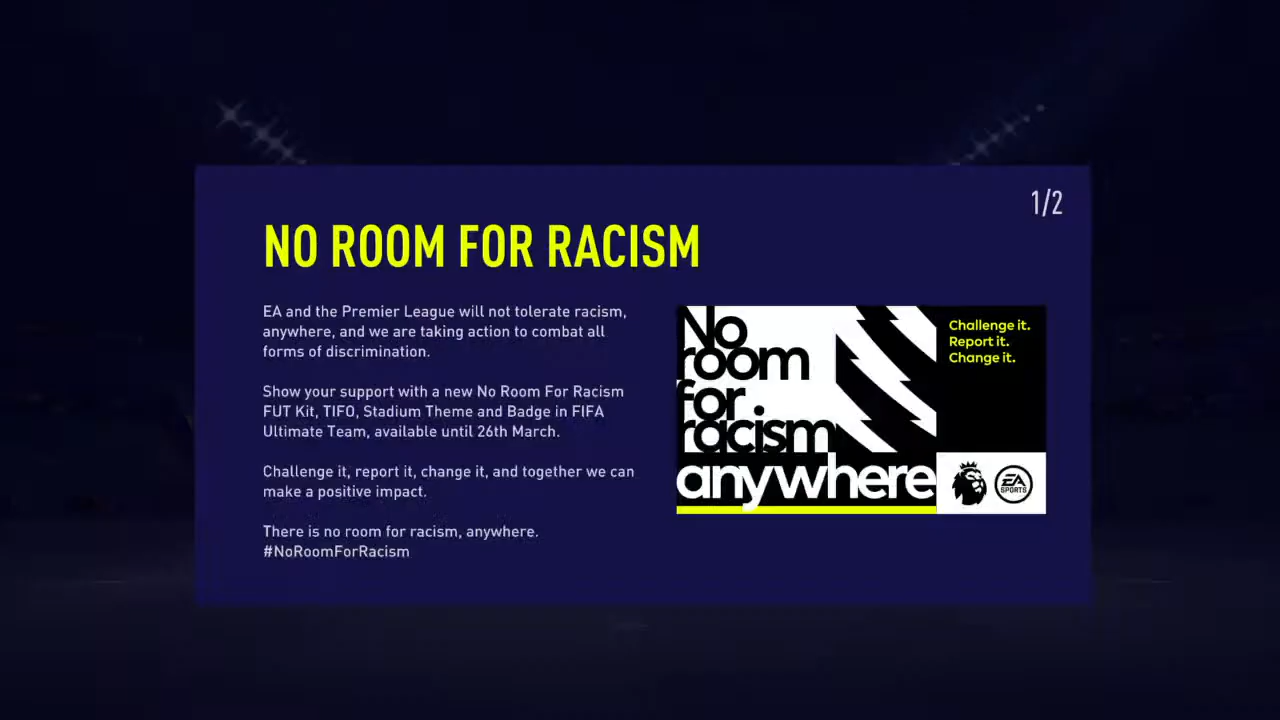 1/2
NO ROOM FOR RACISM
EA and the Premier League will not tolerate racism,
anywhere, and we are taking action to combat all
forms of discrimination.
Show your support with a new No Room For Racism
FUT Kit, TIFO, Stadium Theme and Badge in FIFA
Ultimate Team, available until 26th March.
Challenge it, report it, change it, and together we can
make a positive impact.
There is no room for racism, anywhere.
#NoRoomForRacism
No
room
for
racism
anywhere
Challenge it.
Report it.
Change it.
EA
SPORTS